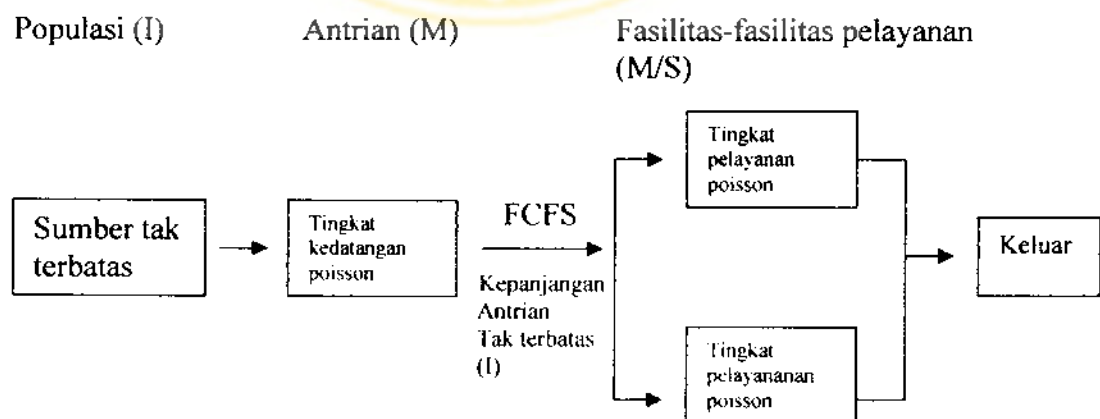 Populasi (I)
Antrian (M)
Fasilitas-fasilitas pelayanan
(M/S)
Sumber tak
terbatas
Tingkat
kedatangan
poisson
FCFS
Kepanjangan
Antrian
Tak terbatas
(I)
Tingkat
pelayanan
poisson
Tingkat
pelayananan
poisson
Keluar